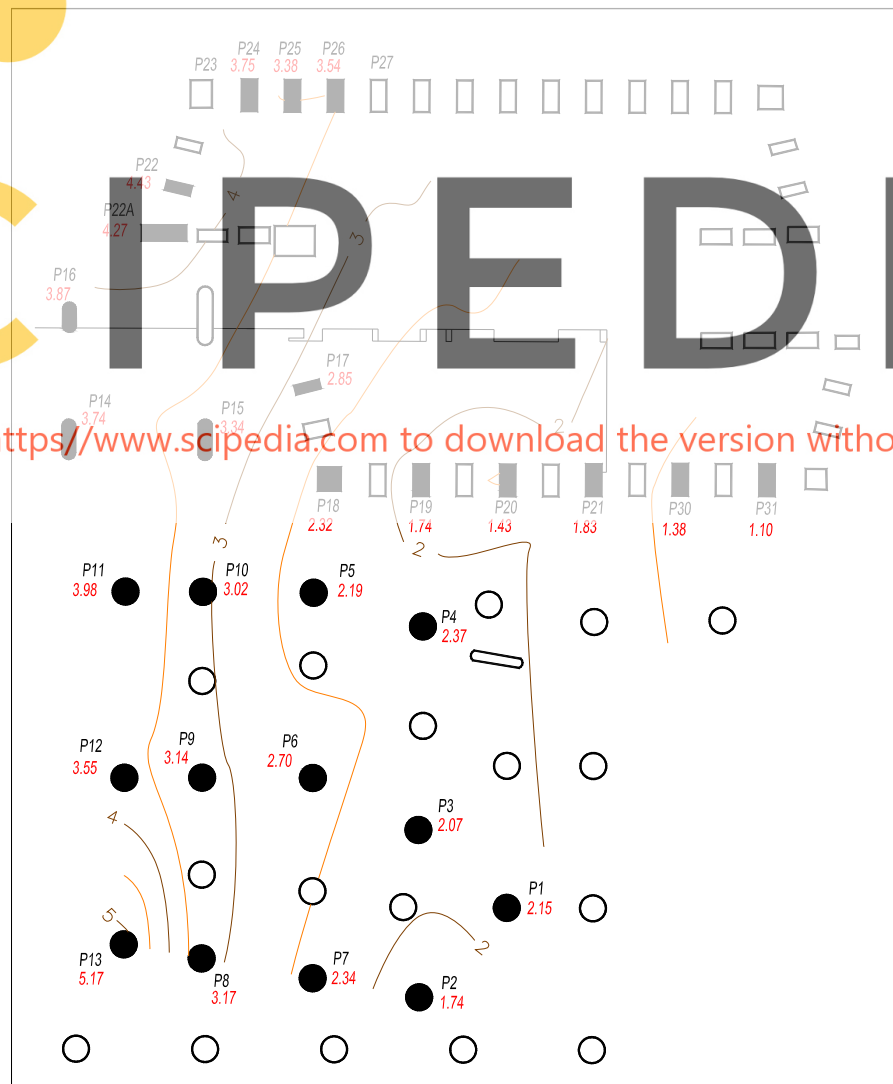 P24 P25 P26
P23 3.75 3.38 3.54 P27
P22
4.43
4
P22A
4.27
3
CIPEDI
P16
3.87
P17
2.85
P14
3.74
P15
3.34
2
https//www.scipedia.com to download the version witho
P18 P19 P20 P21 P30 P31
2.32 1.74 1.43 1.83 1.38 1.10
3
2
P11
3.98
P10
3.02
P5
2.19
P4
2.37
P12
3.55
P9
3.14
P6
2.70
4
P3
2.07
5
P1
2.15
2
P13
5.17
P8
3.17
P7
2.34
P2
1.74